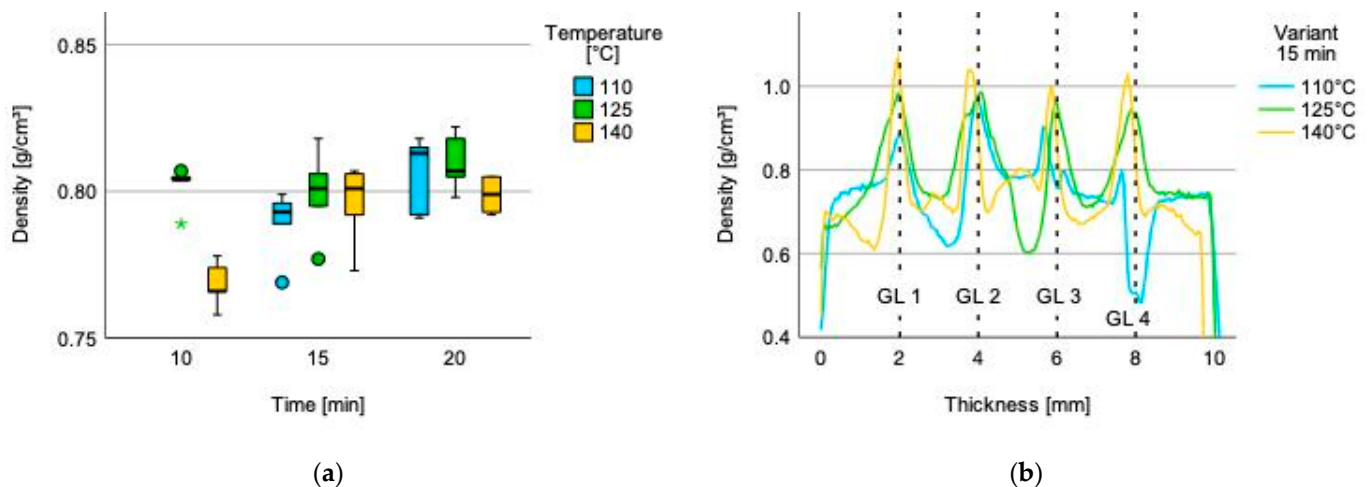 Temperature
[°C]
110
125
140
0.85
0.80
0.75
Density [g/cm³]
10
15
20
Time [min]
(a)
Variant
15 min
110°C
125°C
140°C
1.0
0.8
0.6
0.4
Density [g/cm³]
GL 1
GL 2
GL 3
GL 4
0
2
4
6
8
10
Thickness [mm]
(b)